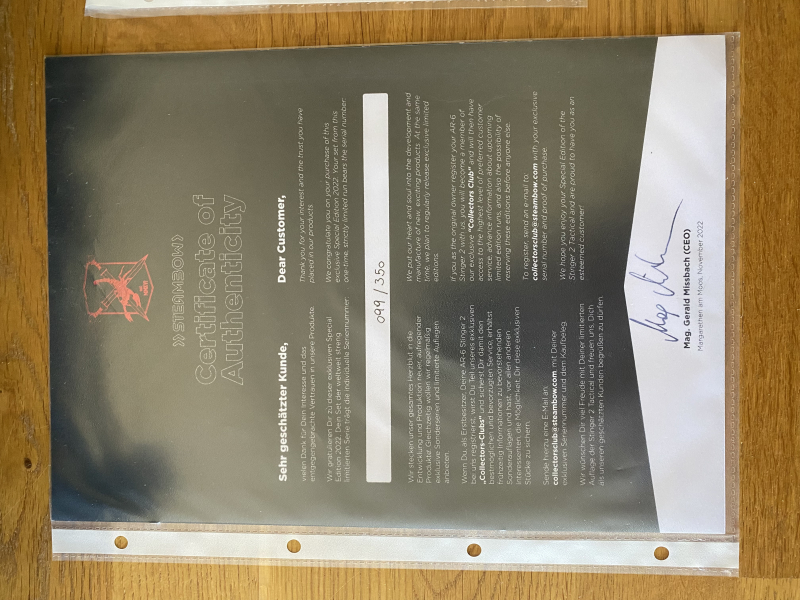 »STEAMBOW»
Certificate of
Authenticity
Sehr geschätzter Kunde,
vielen Dank für Dein Interesse und das
entgegengebrachte Vertrauen in unsere Produkte.
Wir gratulieren Dir zu dieser exklusiven Special
Edition 2022. Dein Set der weltweit streng
limitierten Serie trägt die individuelle Seriennummer:
Dear Customer,
Thank you for your interest and the trust you have
placed in our products.
We congratulate you on your purchase of this
exclusive Special Edition 2022. Your set from this
one-time, strictly limited run bears the serial number:
099/350
Wir stecken unser gesamtes Herzblut in die
Entwicklung und Produktion neuer, aufregender
Produkte! Gleichzeitig wollen wir regelmäßig
exklusive Sonderserien und limitierte Auflagen
anbieten.
Wenn Du als Erstbesitzer Deine AR-6 Stinger 2
bei uns registrierst, wirst Du Teil unseres exklusiven
„Collectors-Clubs“ und sicherst Dir damit den
bestmöglichen und bevorzugten Service, erhältst
frühzeitig Informationen zu bevorstehenden
Sonderauflagen und hast, vor allen anderen
Interessenten, die Möglichkeit, Dir diese exklusiven
Stücke zu sichern.
Sende hierzu eine E-Mail an:
collectorsclub@steambow.com, mit Deiner
exklusiven Seriennummer und dem Kaufbeleg.
Wir wünschen Dir viel Freude mit Deiner limitierten
Auflage der Stinger 2 Tactical und freuen uns, Dich
als unseren geschätzten Kunden begrüßen zu dürfen.
We put our heart and soul into the development and
manufacture of new, exciting products. At the same
time, we plan to regularly release exclusive limited
editions.
If you as the original owner register your AR-6
Stinger 2 with us, you will become a member of
our exclusive "Collectors Club" and will then have
access to the highest level of preferred customer
service, advance information about upcoming
limited edition runs, and also the possibility of
reserving these editions before anyone else.
To register, send an e-mail to:
collectorsclub@steambow.com with your exclusive
serial number and proof of purchase.
We hope you enjoy your Special Edition of the
Stinger 2 Tactical and are proud to have you as an
esteemed customer!
Mag. Gerald Missbach (CEO)
Margarethen am Moos, November 2022